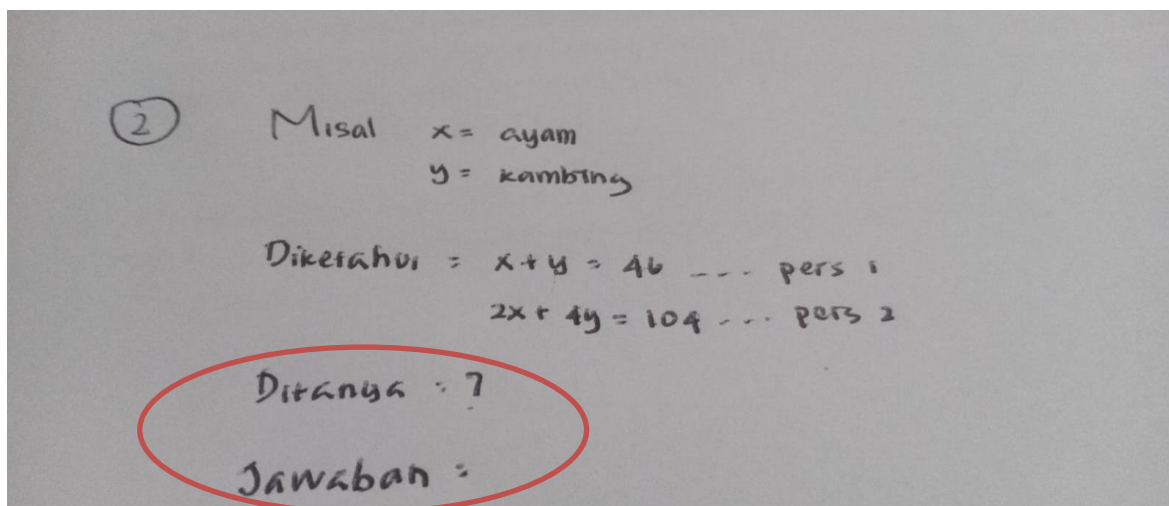 2 Misal x = ayam
y = kambing
Diketahui = x + y = 46 .... pers 1
2x + 4y = 104 ... pers 2
Ditanya : ?
Jawaban :